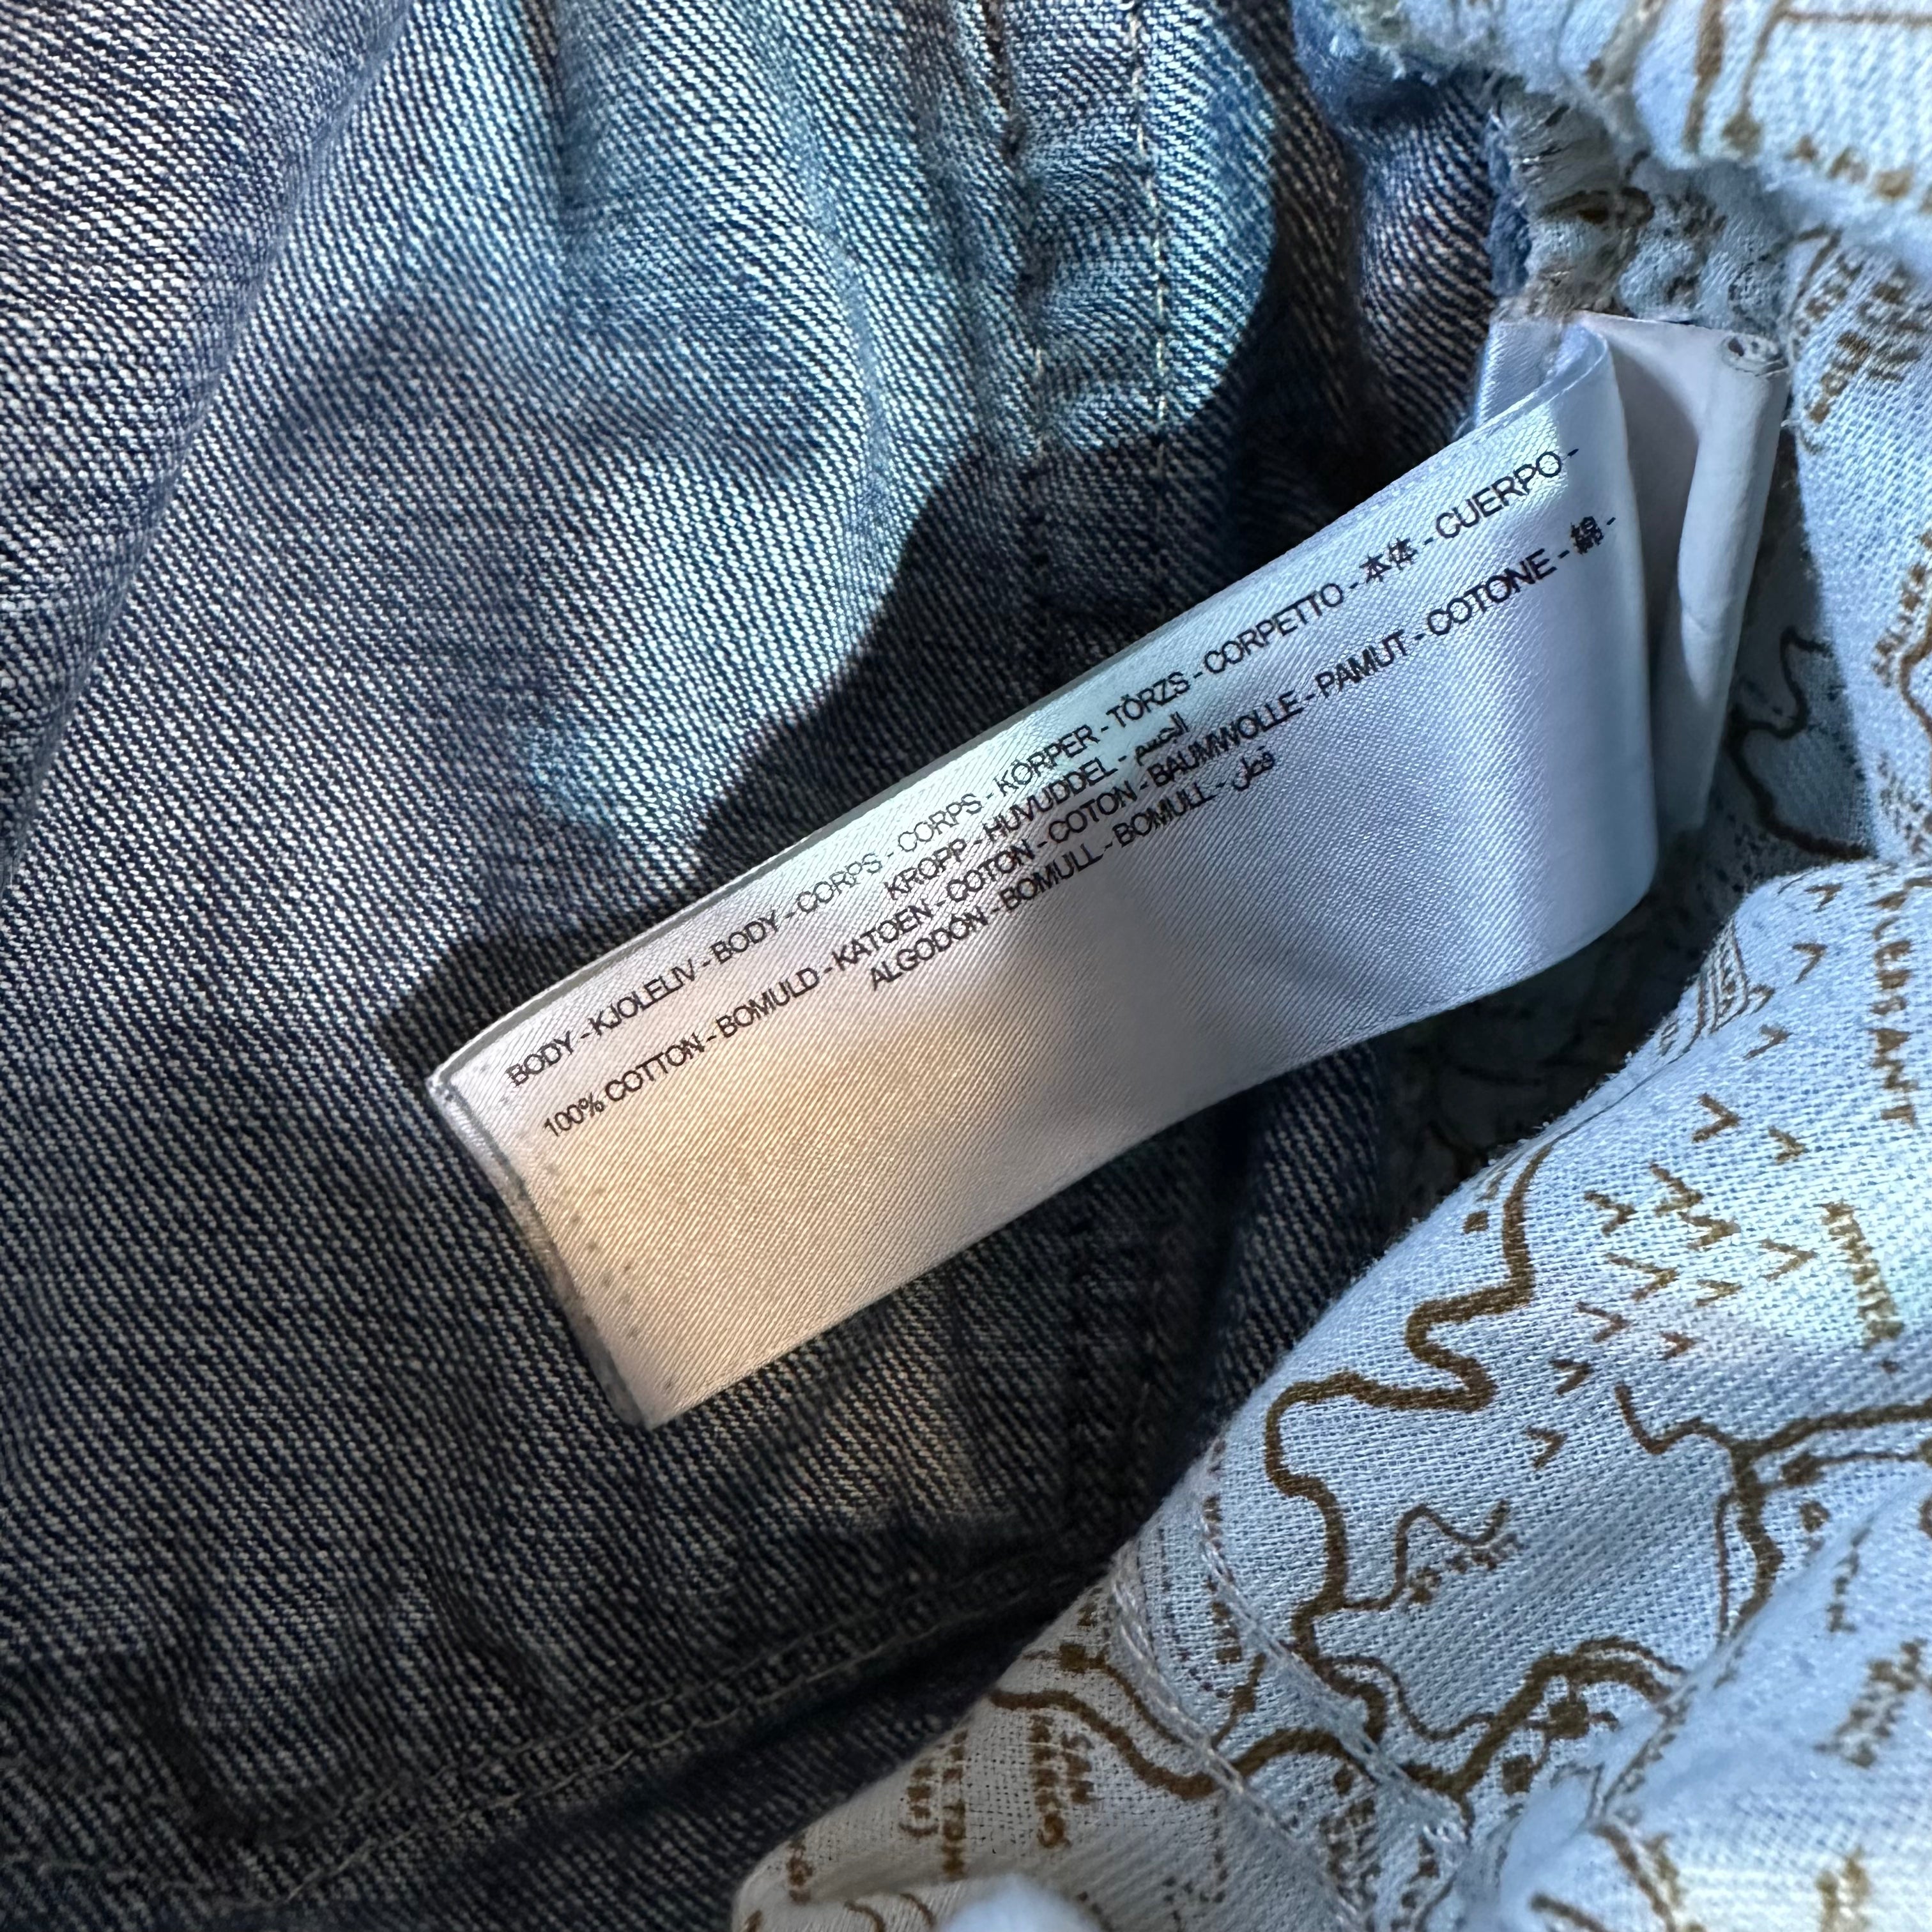 BODY - KJOLELIV - BODY - CORPS - CORPS - KÖRPER - TÖRZS - CORPETTO - 本体 - CUERPO -
KROPP - HUVUDDEL - الجسم
100% COTTON - BOMULD - KATOEN - COTON - COTON - BAUMWOLLE - PAMUT - COTONE - 綿 -
ALGODÓN - BOMULL - BOMULL - قطن